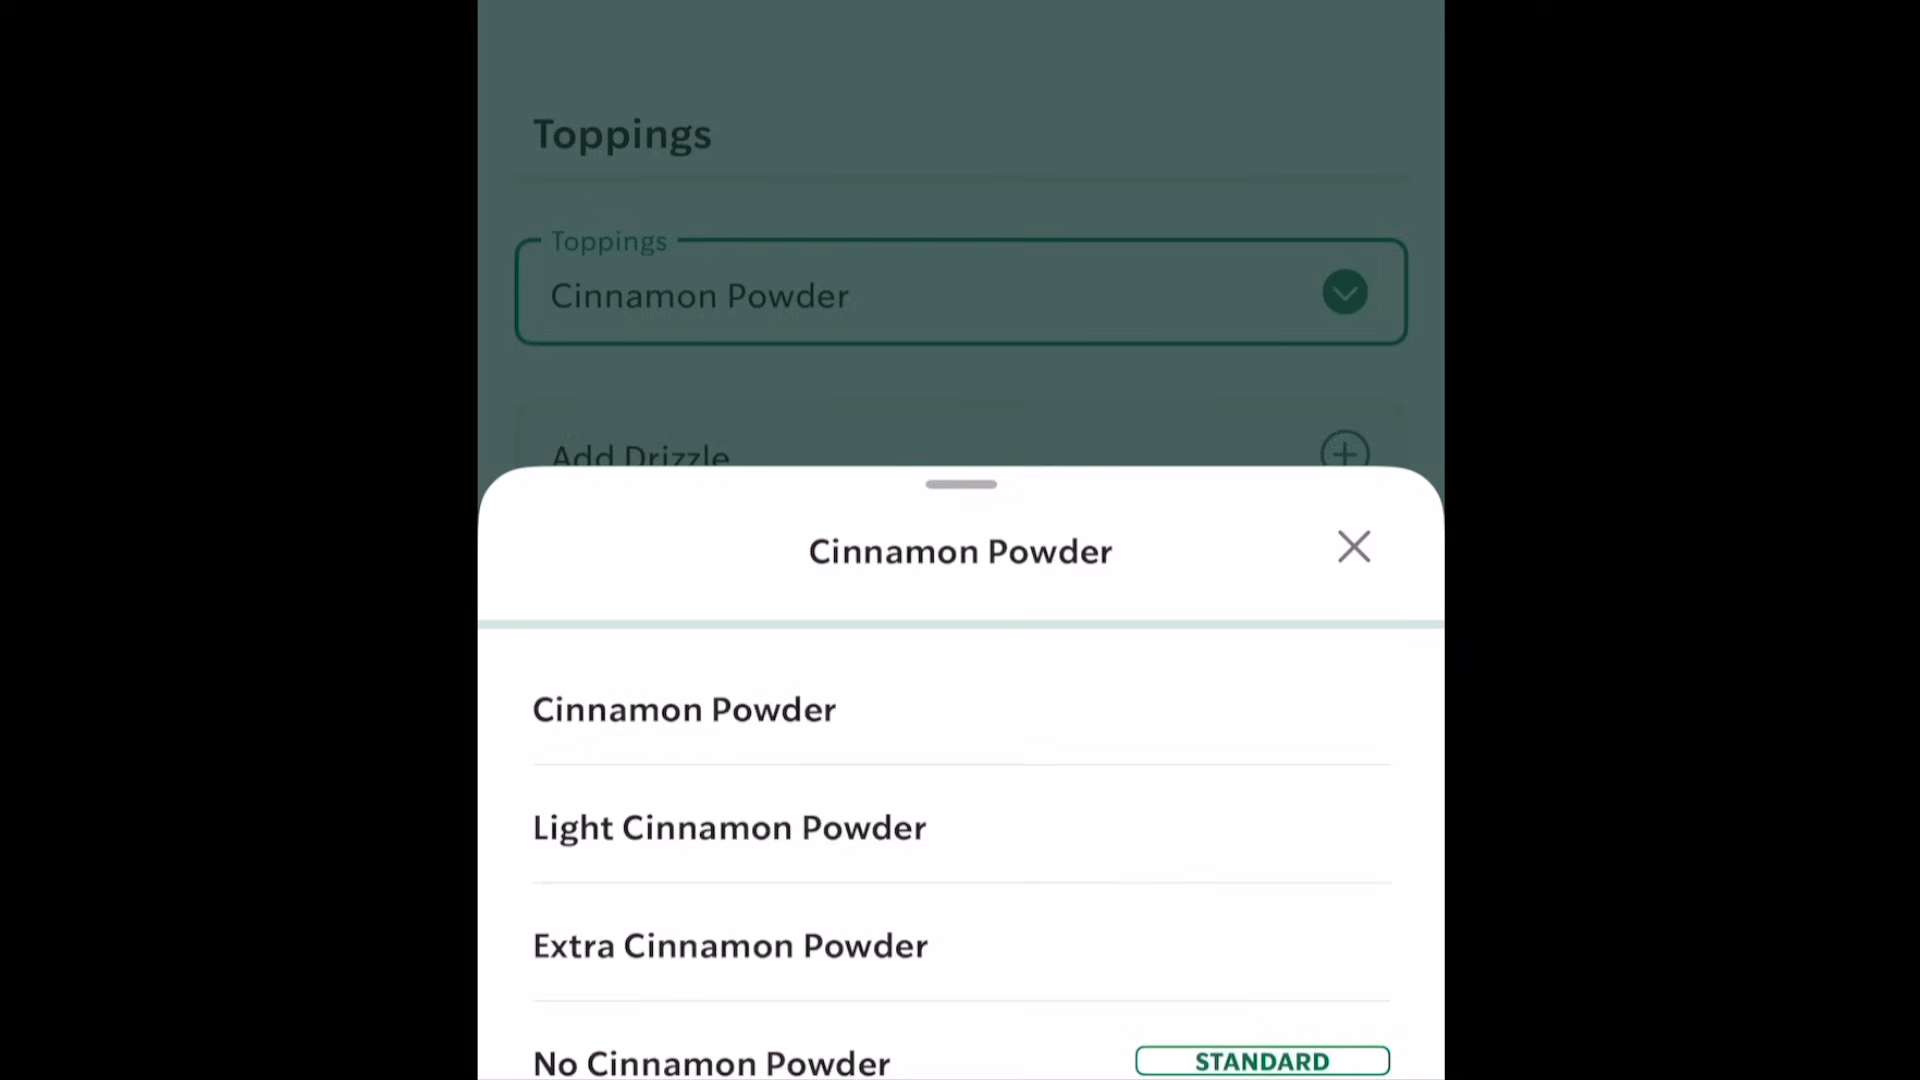 Toppings
Toppings
Cinnamon Powder
Add Drizzle
Cinnamon Powder
Cinnamon Powder
Light Cinnamon Powder
Extra Cinnamon Powder
No Cinnamon Powder
STANDARD